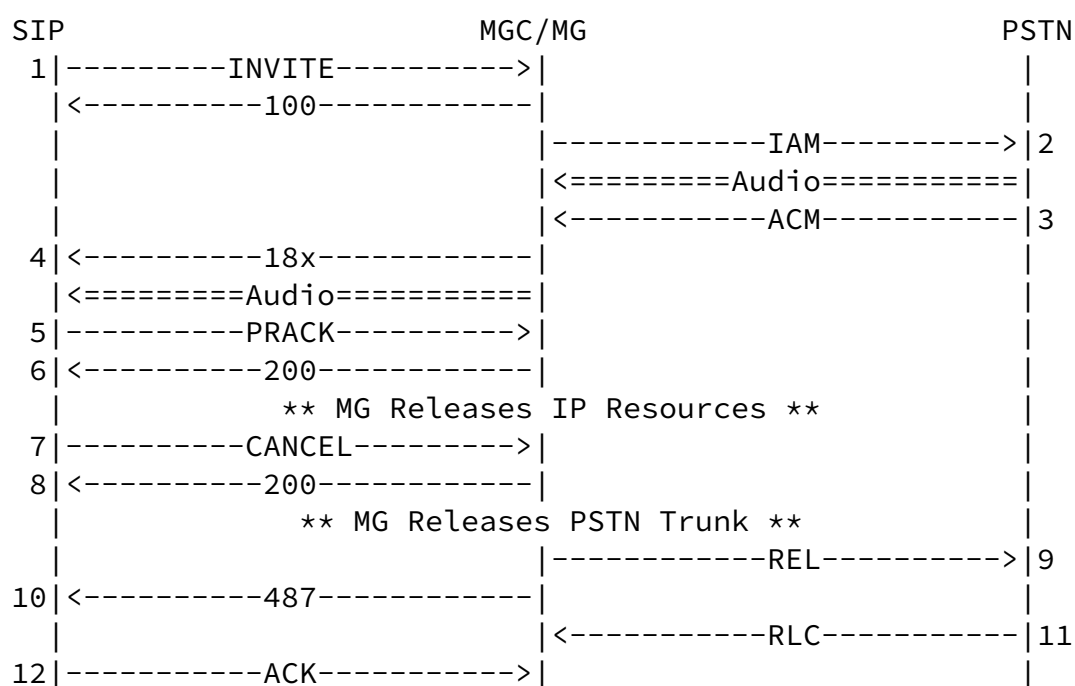 SIP                       MGC/MG                       PSTN
 1|---------INVITE---------->|                          |
  |<----------100------------|                          |
  |                          |------------IAM---------->|2
  |                          |<=========Audio===========|
  |                          |<-----------ACM-----------|3
 4|<----------18x------------|                          |
  |<=========Audio===========|                          |
 5|----------PRACK---------->|                          |
 6|<----------200------------|                          |
  |            ** MG Releases IP Resources **           |
 7|----------CANCEL--------->|                          |
 8|<----------200------------|                          |
  |             ** MG Releases PSTN Trunk **            |
  |                          |------------REL---------->|9
10|<----------487------------|                          |
  |                          |<-----------RLC-----------|11
12|-----------ACK----------->|                          |